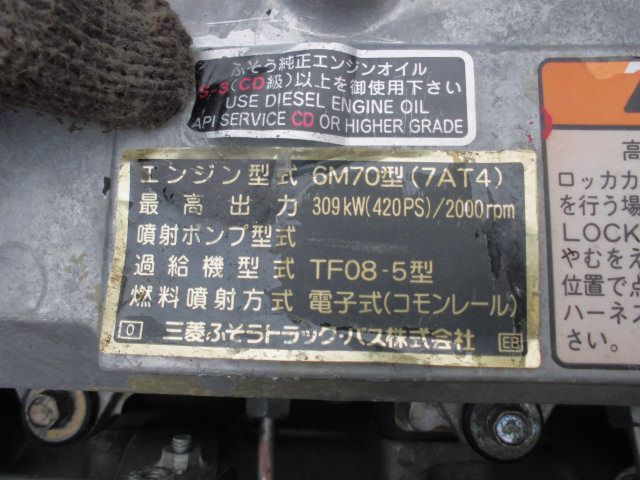 ふそう純正エンジンオイル
S-3(CD級)以上を御使用下さい
USE DIESEL ENGINE OIL
API SERVICE CD OR HIGHER GRADE
エンジン型式 6M70型(7AT4)
最高出力 309kW(420PS)/2000rpm
噴射ポンプ型式
過給機型式 TF08-5型
燃料噴射方式 電子式(コモンレール)
0 三菱ふそうトラック・バス株式会社 EB
高
ロッカカ
を行う場
LOCK
やむをえ
位置で点
ハーネス
さい。